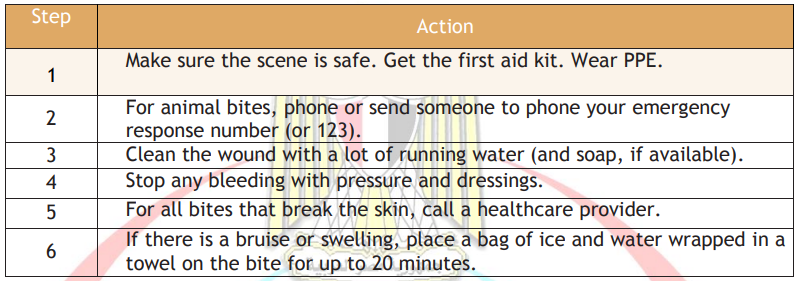 Step Action
1 Make sure the scene is safe. Get the first aid kit. Wear PPE.
2 For animal bites, phone or send someone to phone your emergency
response number (or 123).
3 Clean the wound with a lot of running water (and soap, if available).
4 Stop any bleeding with pressure and dressings.
5 For all bites that break the skin, call a healthcare provider.
6 If there is a bruise or swelling, place a bag of ice and water wrapped in a
towel on the bite for up to 20 minutes.